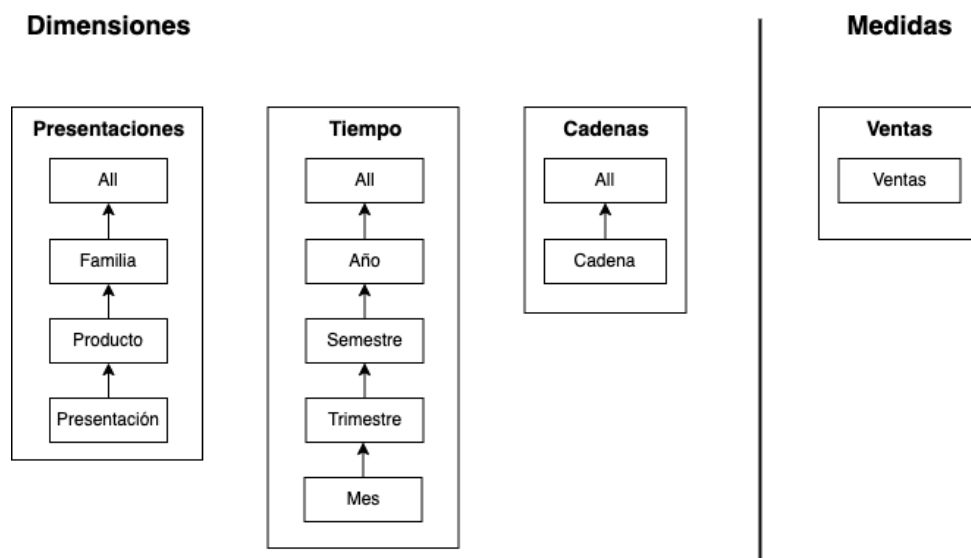 Dimensiones
Medidas
Presentaciones
All
Familia
Producto
Presentación
Tiempo
All
Año
Semestre
Trimestre
Mes
Cadenas
All
Cadena
Ventas
Ventas